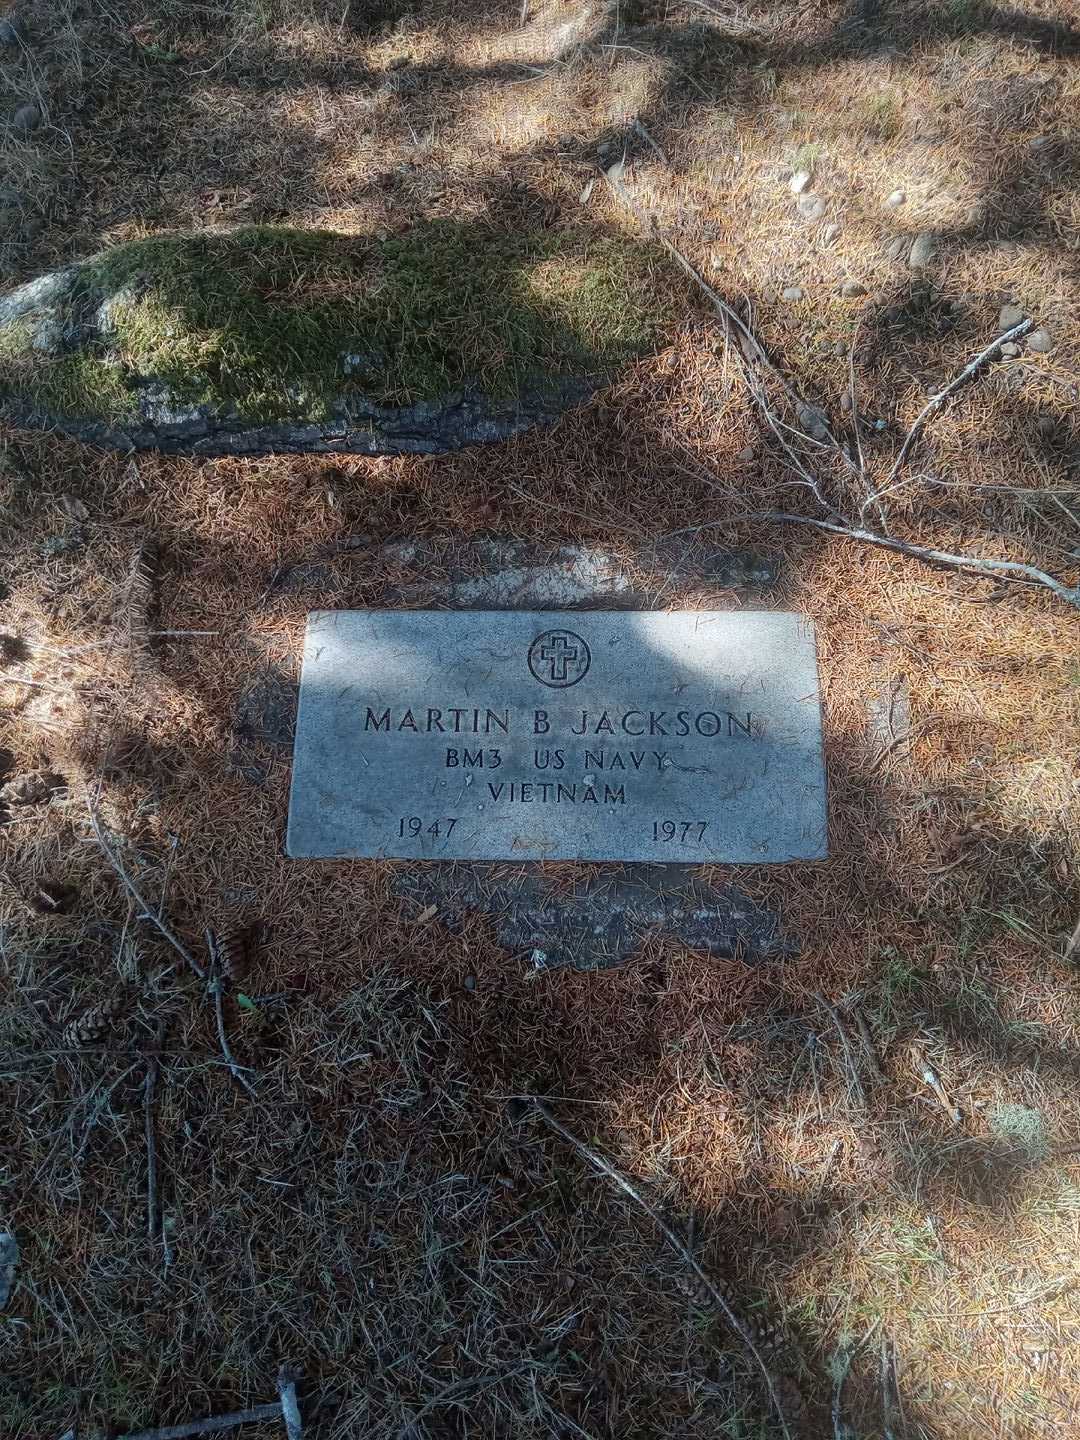 MARTIN B JACKSON
BM3 US NAVY
VIETNAM
1947 1977